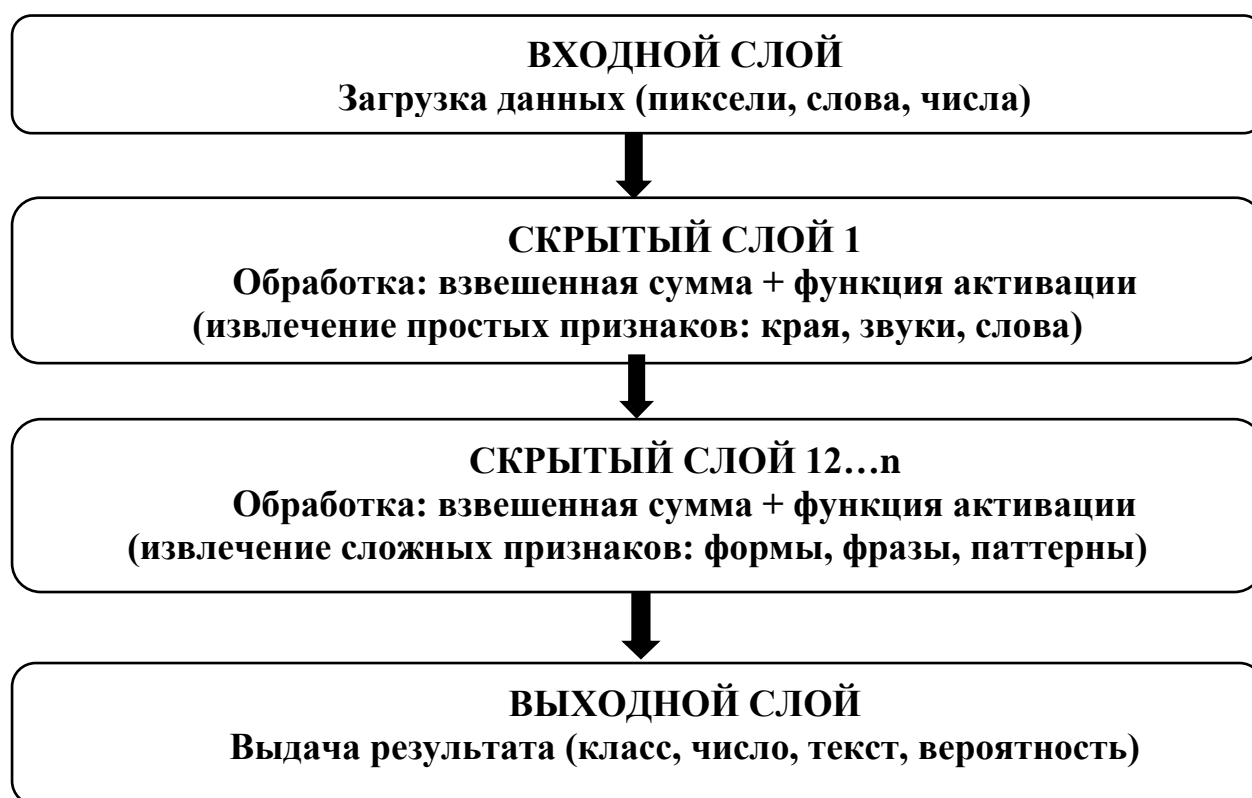 ВХОДНОЙ СЛОЙ
Загрузка данных (пиксели, слова, числа)
СКРЫТЫЙ СЛОЙ 1
Обработка: взвешенная сумма + функция активации
(извлечение простых признаков: края, звуки, слова)
СКРЫТЫЙ СЛОЙ 12…n
Обработка: взвешенная сумма + функция активации
(извлечение сложных признаков: формы, фразы, паттерны)
ВЫХОДНОЙ СЛОЙ
Выдача результата (класс, число, текст, вероятность)